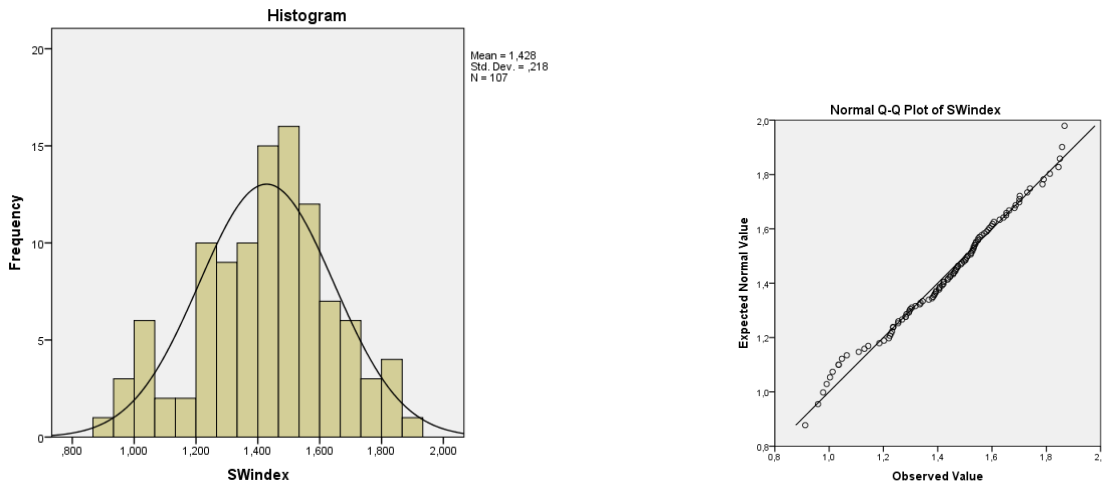 Histogram
Mean = 1,428
Std. Dev. = ,218
N = 107
20
15
10
5
0
Frequency
,800 1,000 1,200 1,400 1,600 1,800 2,000
SWindex
Normal Q-Q Plot of SWindex
2,0
1,8
1,6
1,4
1,2
1,0
0,8
Expected Normal Value
0,8 1,0 1,2 1,4 1,6 1,8 2,
Observed Value